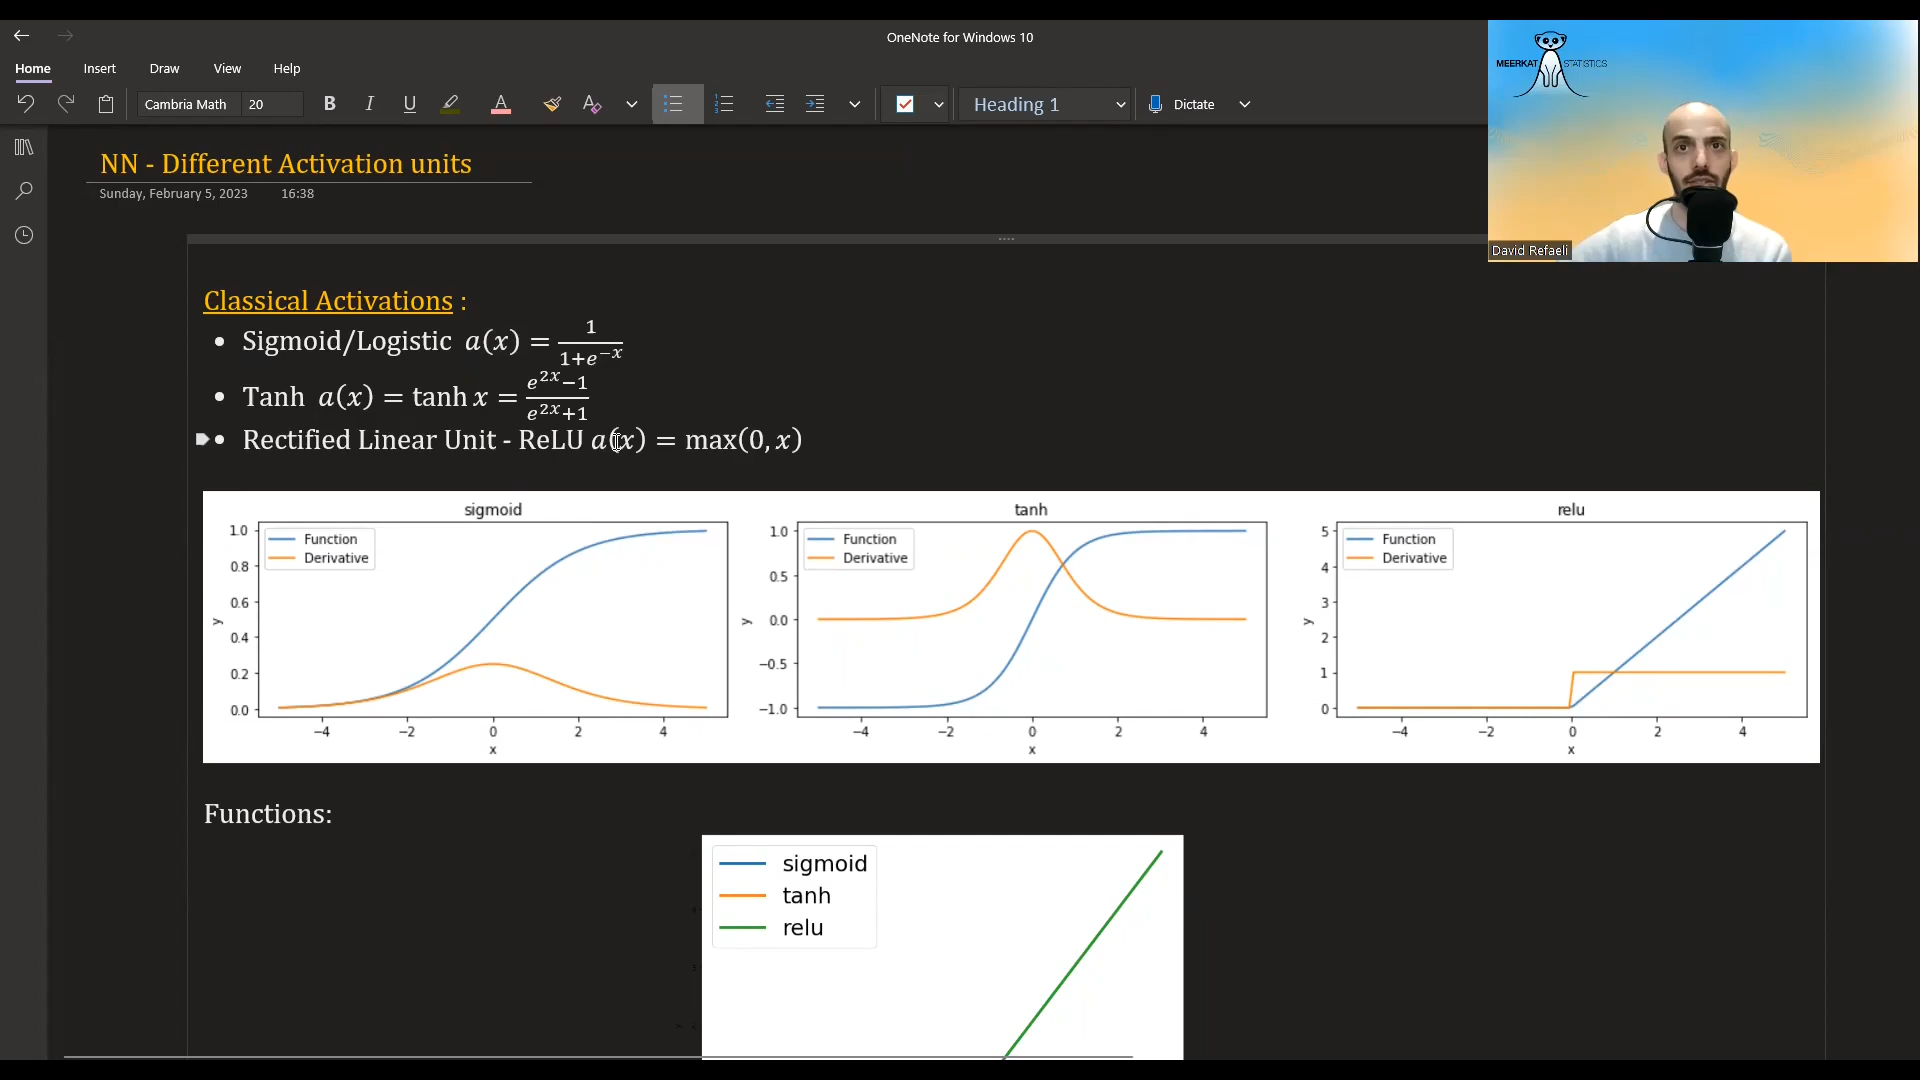 OneNote for Windows 10
MEERKAT STATISTICS
Home Insert Draw View Help
Cambria Math 20 B I U A A Heading 1 Dictate
NN - Different Activation units
Sunday, February 5, 2023 16:38
David Refaeli
Classical Activations :
• Sigmoid/Logistic a(x) = 1/(1+e^{-x})
• Tanh a(x) = tanh x = (e^{2x}−1)/(e^{2x}+1)
• Rectified Linear Unit - ReLU a(x) = max(0, x)
sigmoid
Function
Derivative
1.0
0.8
0.6
0.4
0.2
0.0
y
−4 −2 0 2 4
x
tanh
Function
Derivative
1.0
0.5
0.0
−0.5
−1.0
y
−4 −2 0 2 4
x
relu
Function
Derivative
5
4
3
2
1
0
y
−4 −2 0 2 4
x
Functions:
sigmoid
tanh
relu